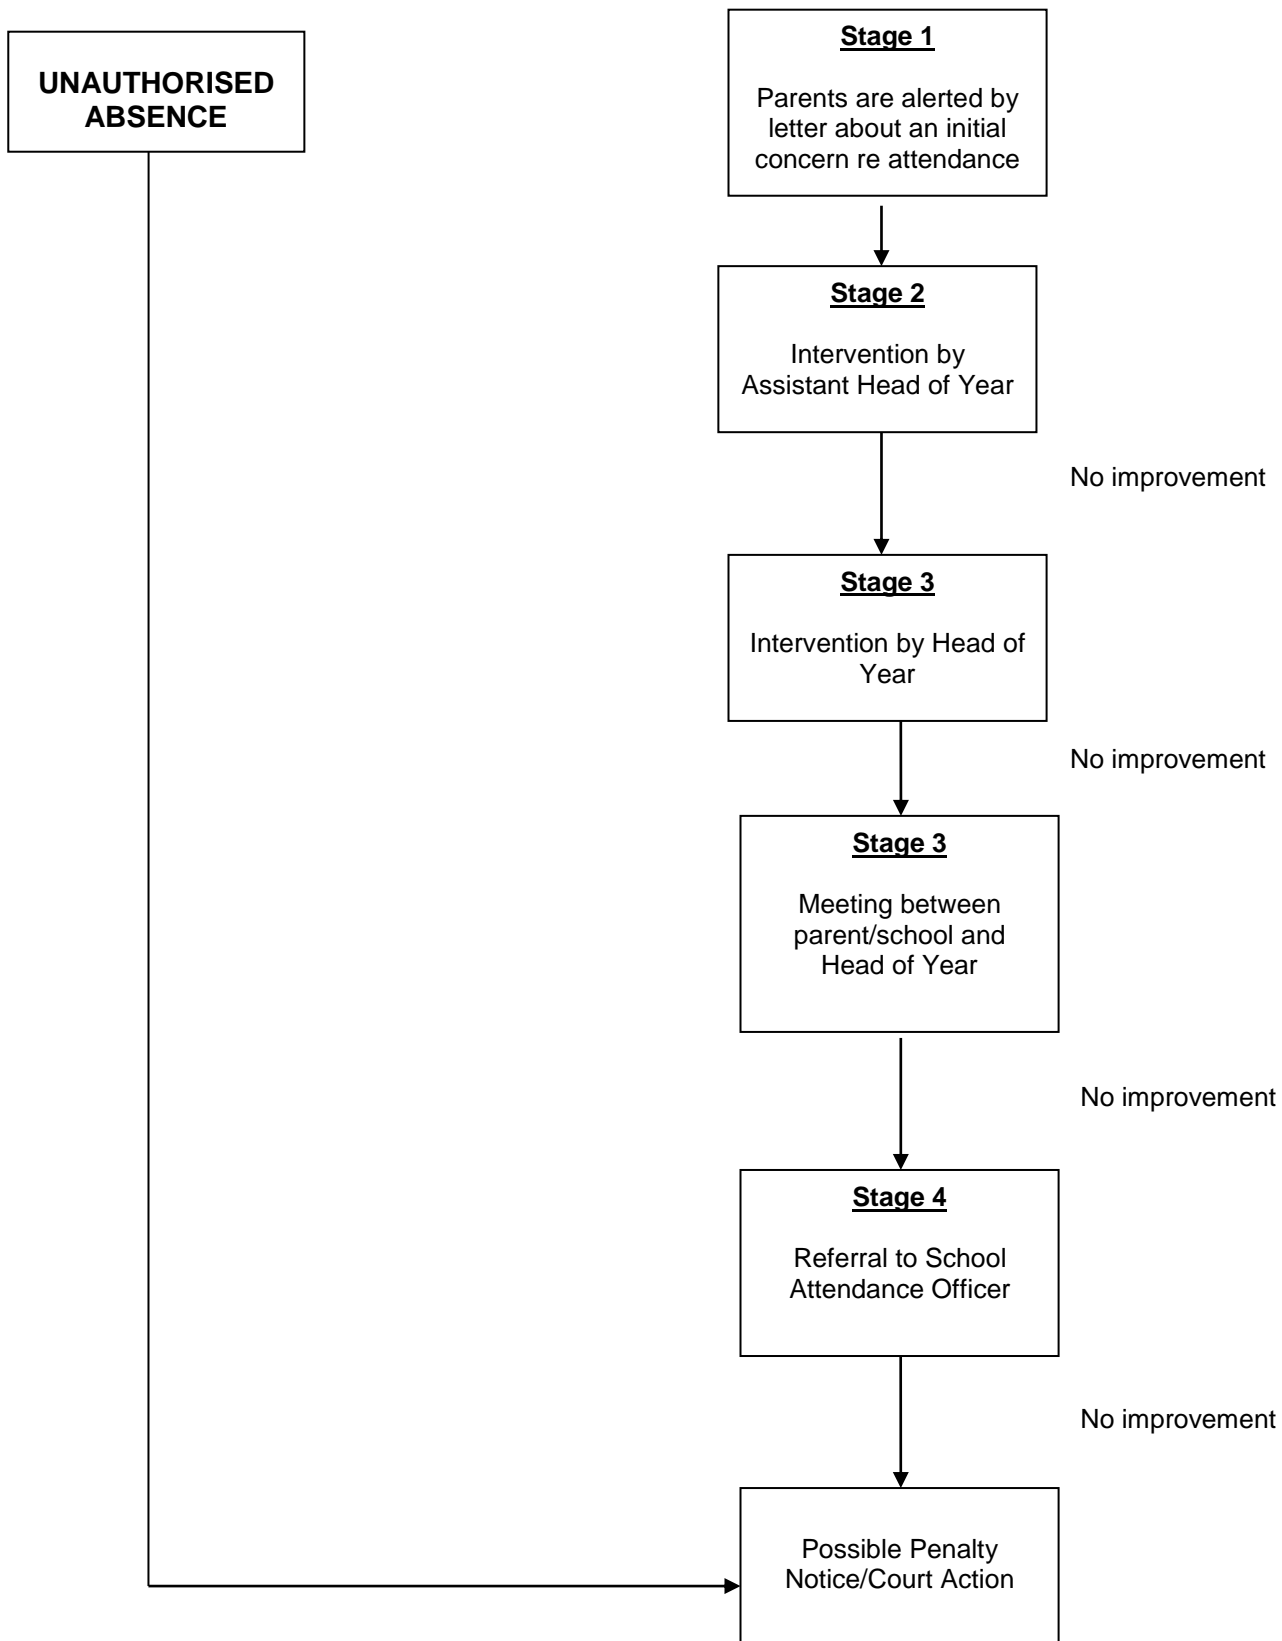 UNAUTHORISED
ABSENCE
Stage 1
Parents are alerted by
letter about an initial
concern re attendance
Stage 2
Intervention by
Assistant Head of Year
No improvement
Stage 3
Intervention by Head of
Year
No improvement
Stage 3
Meeting between
parent/school and
Head of Year
No improvement
Stage 4
Referral to School
Attendance Officer
No improvement
Possible Penalty
Notice/Court Action